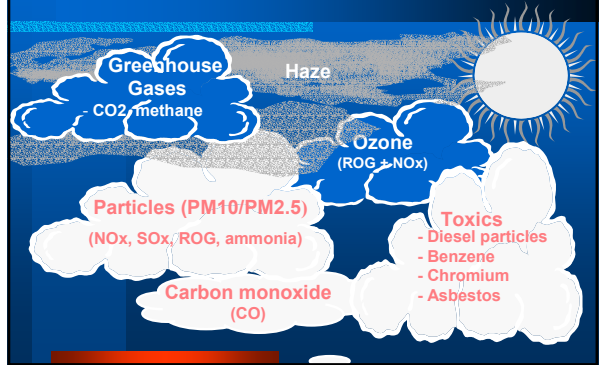 Greenhouse
Gases
- CO2, methane
Haze
Ozone
(ROG + NOx)
Particles (PM10/PM2.5)
(NOx, SOx, ROG, ammonia)
Toxics
- Diesel particles
- Benzene
- Chromium
- Asbestos
Carbon monoxide
(CO)